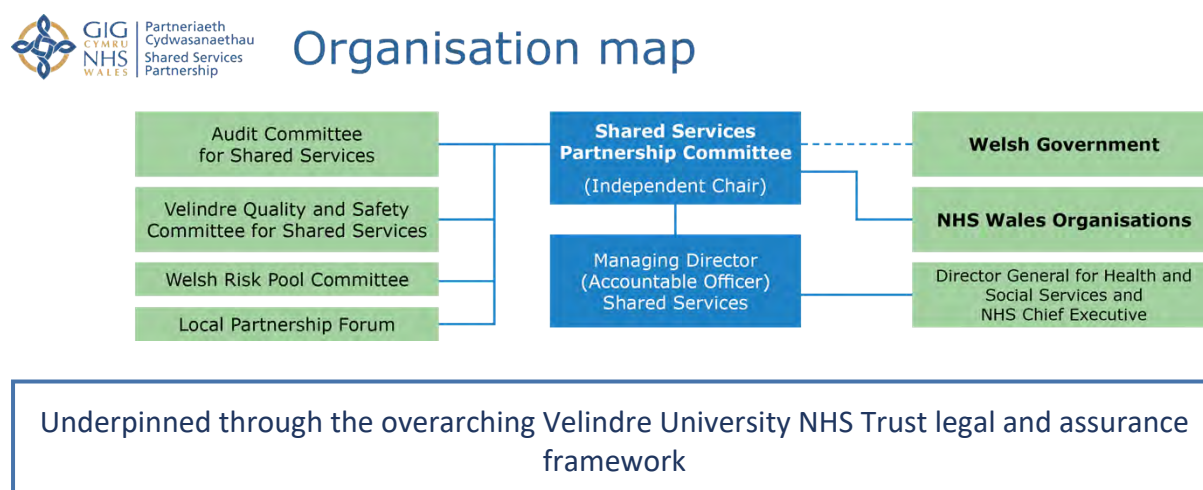 GIG
CYMRU
NHS
WALES
Partneriaeth
Cydwasanaethau
Shared Services
Partnership
Organisation map
Audit Committee
for Shared Services
Velindre Quality and Safety
Committee for Shared Services
Welsh Risk Pool Committee
Local Partnership Forum
Shared Services
Partnership Committee
(Independent Chair)
Managing Director
(Accountable Officer)
Shared Services
Welsh Government
NHS Wales Organisations
Director General for Health and
Social Services and
NHS Chief Executive
Underpinned through the overarching Velindre University NHS Trust legal and assurance
framework